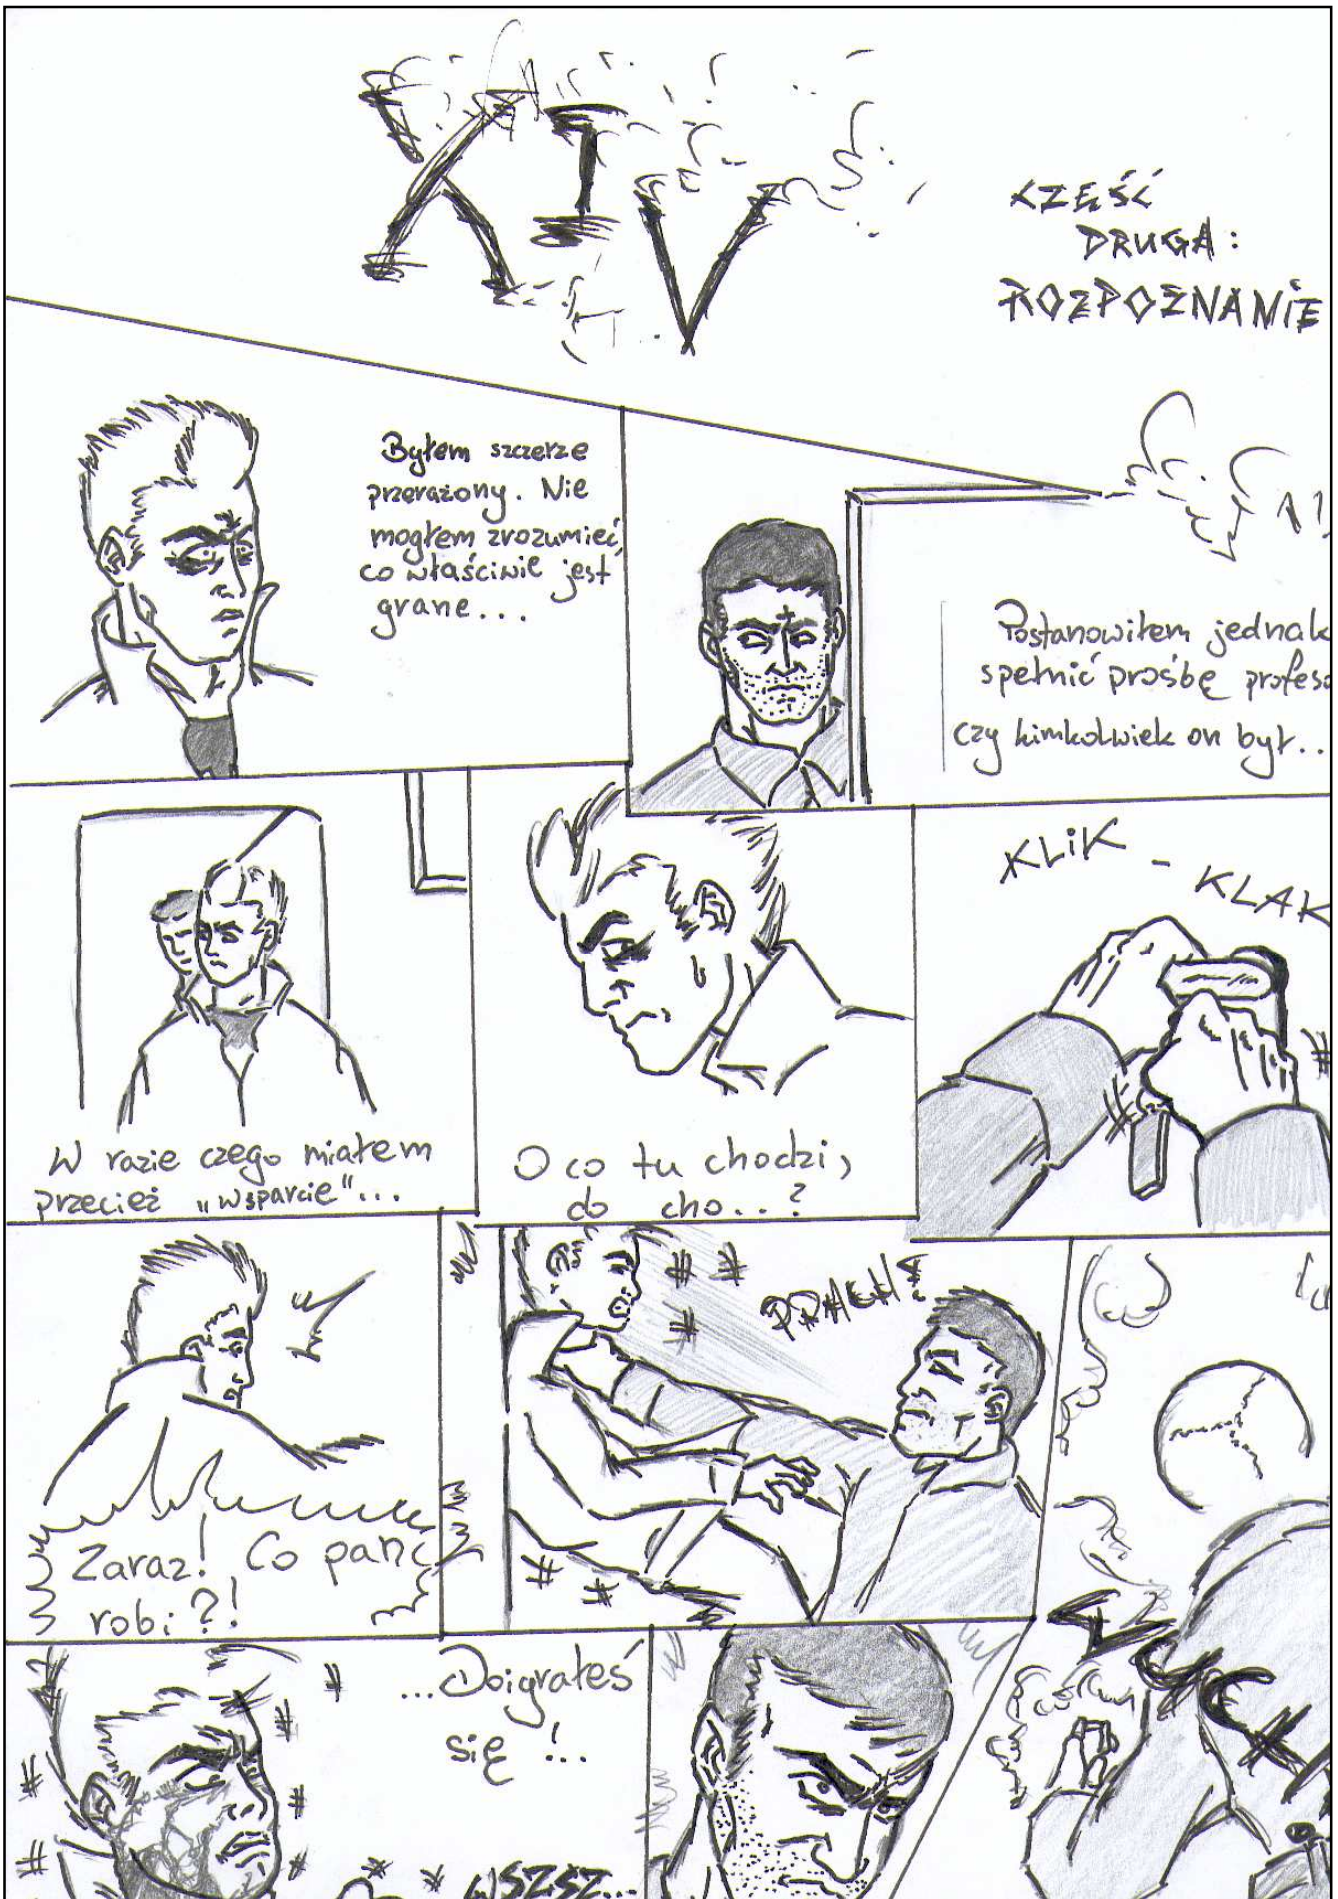 XIV
CZĘŚĆ
DRUGA:
ROZPOZNANIE
Byłem szczerze
przerażony. Nie
mogłem zrozumieć,
co właściwie jest
grane...
Postanowiłem jednak
spełnić prośbę profeso
czy kimkolwiek on był...
W razie czego miałem
przecież „wsparcie"...
O co tu chodzi,
do cho...?
KLiK - KLAK
Zaraz! Co pan
robi?!
...Doigrałeś
się!..
WSZSZ...